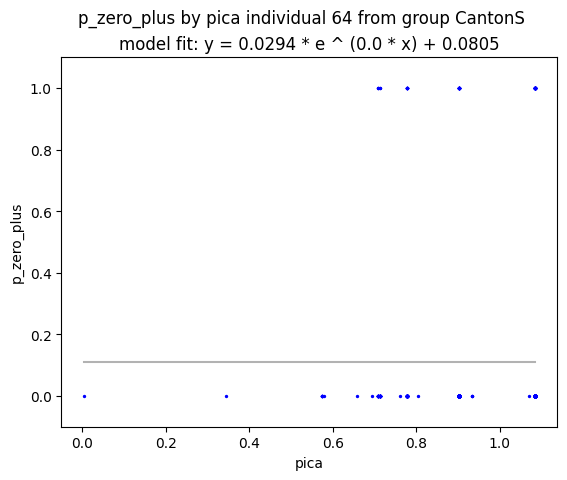 p_zero_plus by pica individual 64 from group CantonS
model fit: y = 0.0294 * e ^ (0.0 * x) + 0.0805
1.0
0.8
0.6
0.4
0.2
0.0
p_zero_plus
0.0 0.2 0.4 0.6 0.8 1.0
pica